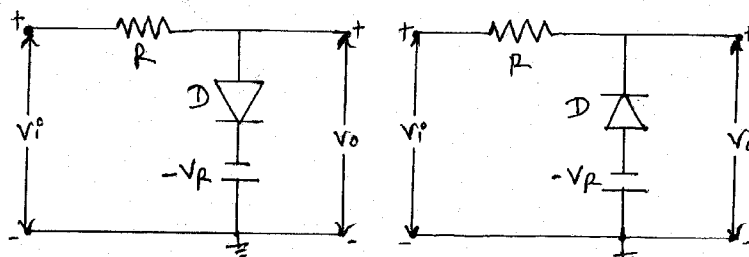 + + + +
R R
Vi D Vo Vi D Vo
-VR -VR
- - - -